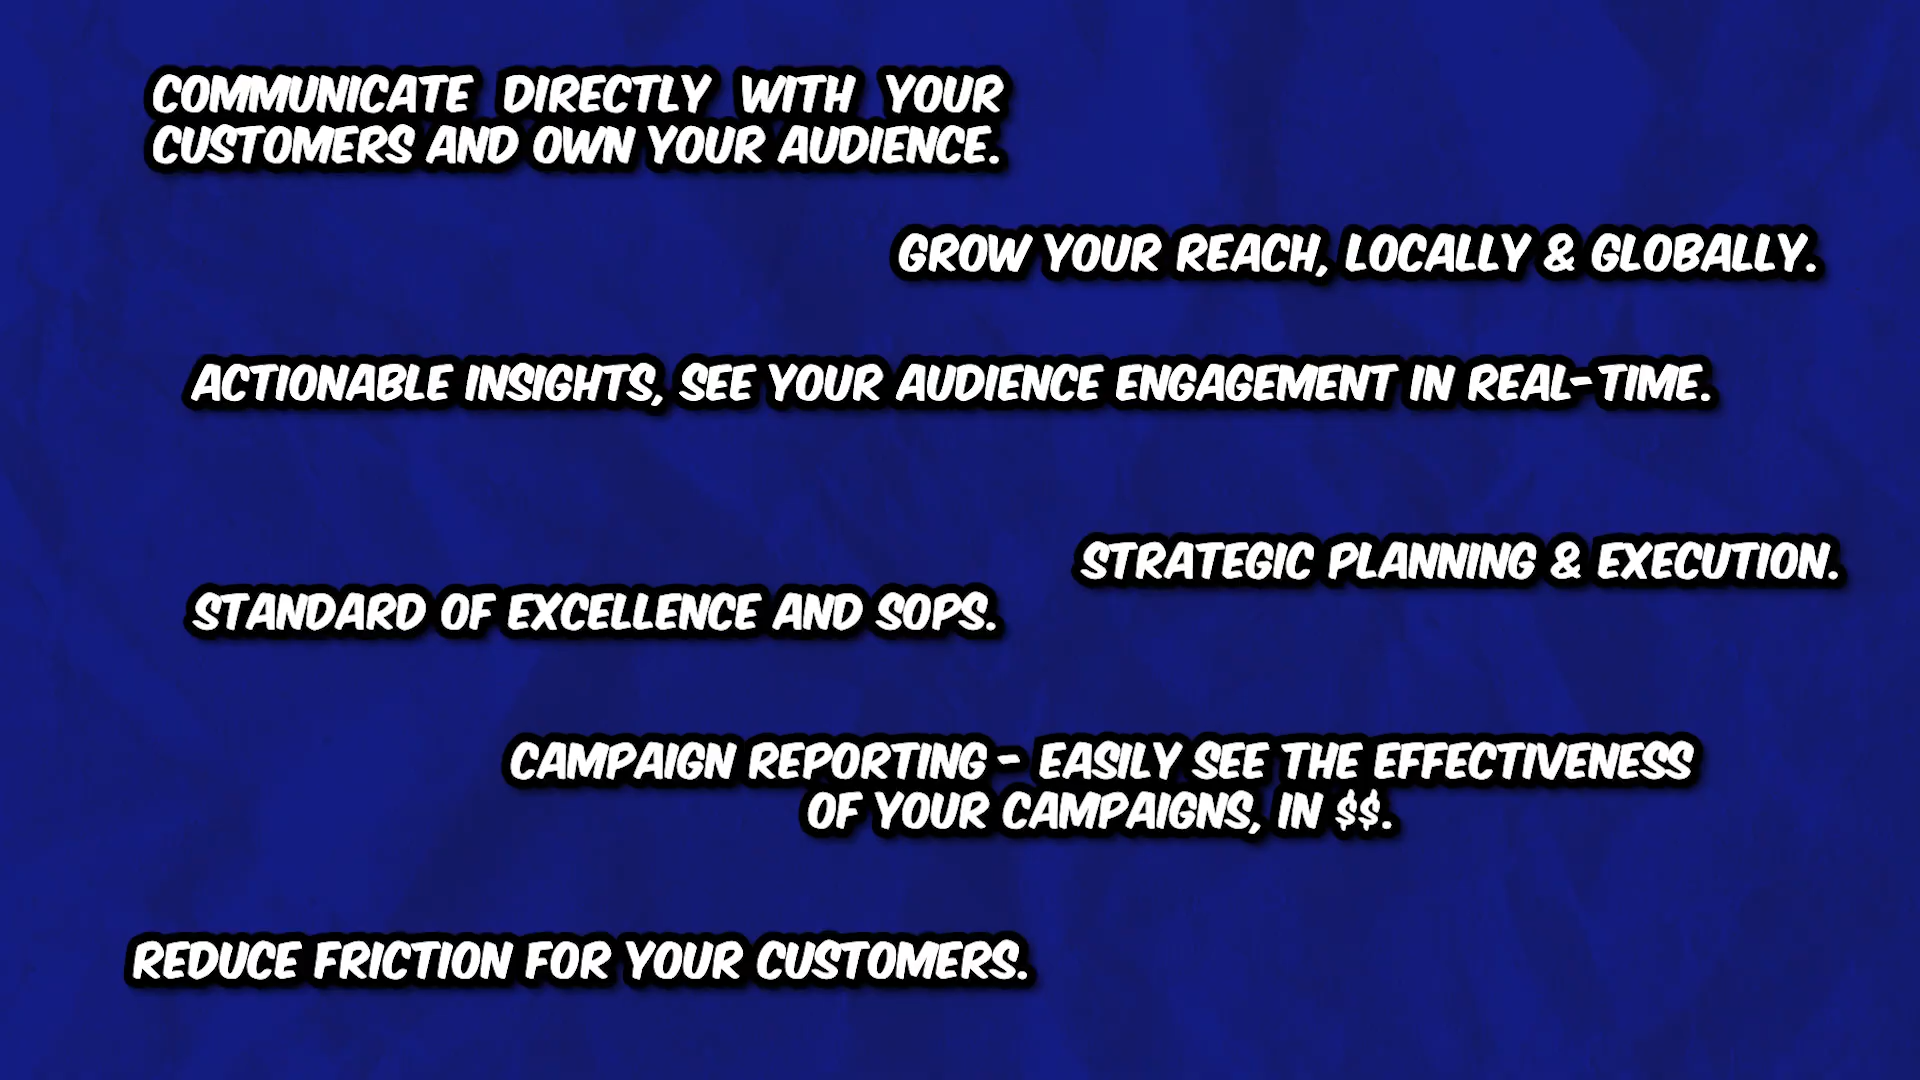 COMMUNICATE DIRECTLY WITH YOUR
CUSTOMERS AND OWN YOUR AUDIENCE.
GROW YOUR REACH, LOCALLY & GLOBALLY.
ACTIONABLE INSIGHTS, SEE YOUR AUDIENCE ENGAGEMENT IN REAL-TIME.
STRATEGIC PLANNING & EXECUTION.
STANDARD OF EXCELLENCE AND SOPS.
CAMPAIGN REPORTING - EASILY SEE THE EFFECTIVENESS
OF YOUR CAMPAIGNS, IN $$.
REDUCE FRICTION FOR YOUR CUSTOMERS.